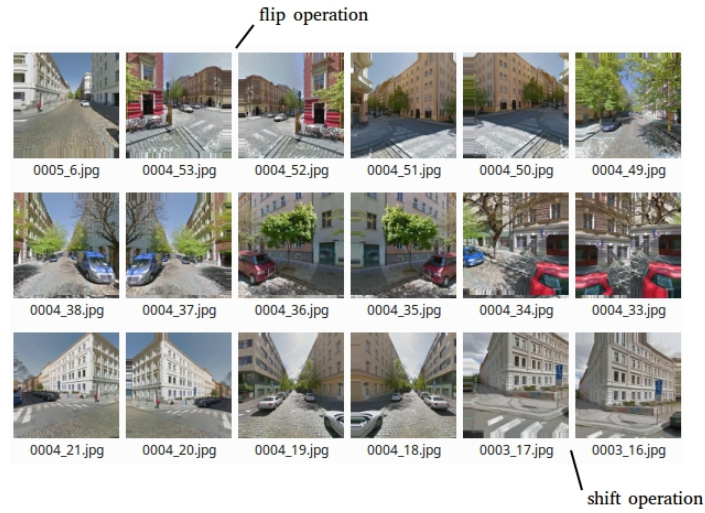 flip operation
0005_6.jpg 0004_53.jpg 0004_52.jpg 0004_51.jpg 0004_50.jpg 0004_49.jpg
0004_38.jpg 0004_37.jpg 0004_36.jpg 0004_35.jpg 0004_34.jpg 0004_33.jpg
0004_21.jpg 0004_20.jpg 0004_19.jpg 0004_18.jpg 0003_17.jpg 0003_16.jpg
shift operation